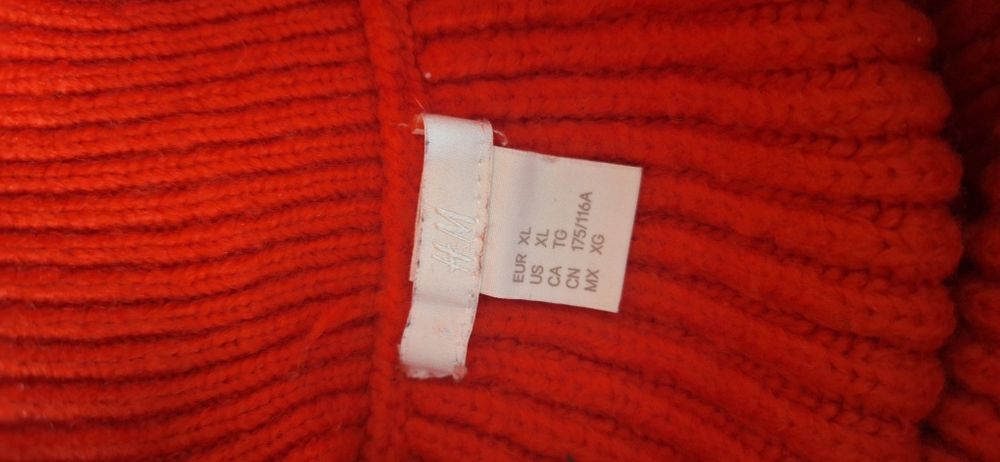 H&M
EUR XL
US XL
CA TG
CN 175/116A
MX XG